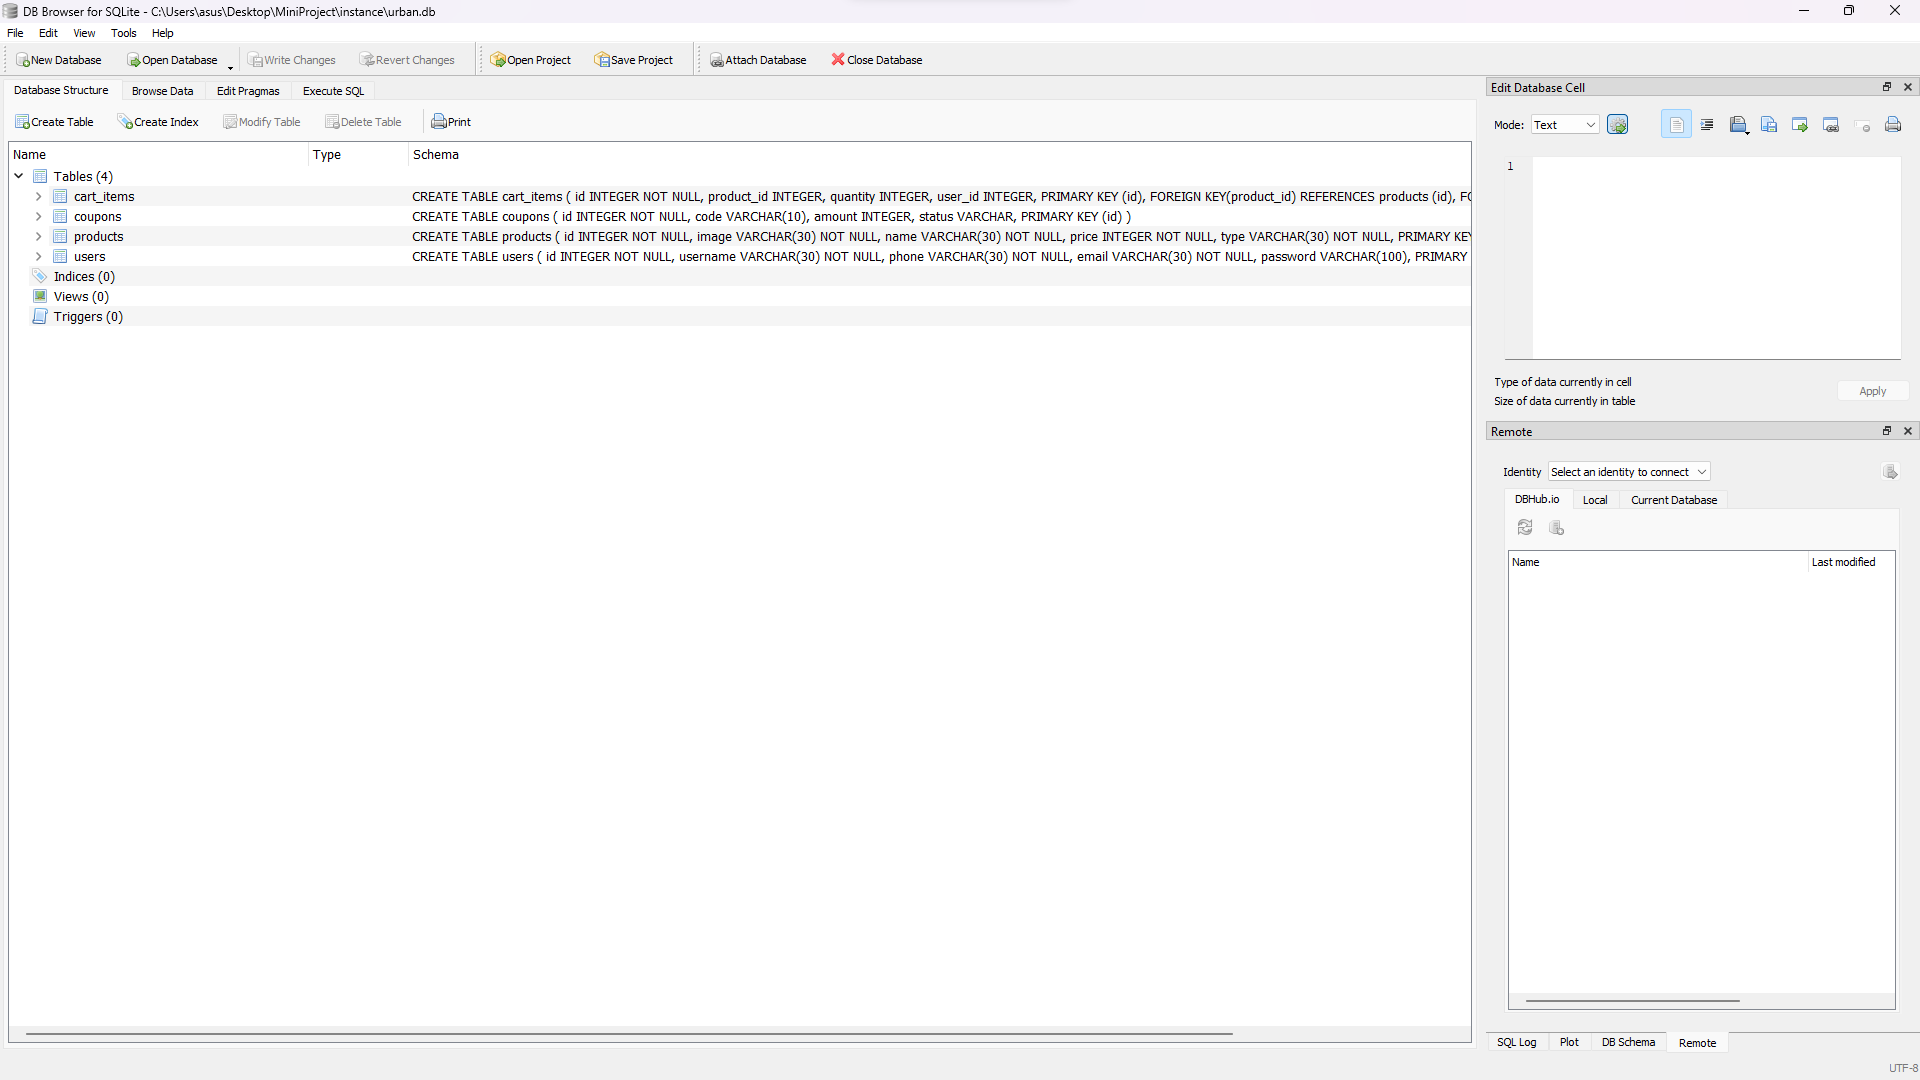 DB Browser for SQLite - C:\Users\asus\Desktop\MiniProject\instance\urban.db
File Edit View Tools Help
New Database Open Database Write Changes Revert Changes Open Project Save Project Attach Database Close Database
Database Structure Browse Data Edit Pragmas Execute SQL
Create Table Create Index Modify Table Delete Table Print
Name Type Schema
Tables (4)
cart_items CREATE TABLE cart_items ( id INTEGER NOT NULL, product_id INTEGER, quantity INTEGER, user_id INTEGER, PRIMARY KEY (id), FOREIGN KEY(product_id) REFERENCES products (id), FO
coupons CREATE TABLE coupons ( id INTEGER NOT NULL, code VARCHAR(10), amount INTEGER, status VARCHAR, PRIMARY KEY (id) )
products CREATE TABLE products ( id INTEGER NOT NULL, image VARCHAR(30) NOT NULL, name VARCHAR(30) NOT NULL, price INTEGER NOT NULL, type VARCHAR(30) NOT NULL, PRIMARY KEY
users CREATE TABLE users ( id INTEGER NOT NULL, username VARCHAR(30) NOT NULL, phone VARCHAR(30) NOT NULL, email VARCHAR(30) NOT NULL, password VARCHAR(100), PRIMARY
Indices (0)
Views (0)
Triggers (0)
Edit Database Cell
Mode: Text
1
Type of data currently in cell
Size of data currently in table
Apply
Remote
Identity Select an identity to connect
DBHub.io Local Current Database
Name Last modified
SQL Log Plot DB Schema Remote
UTF-8